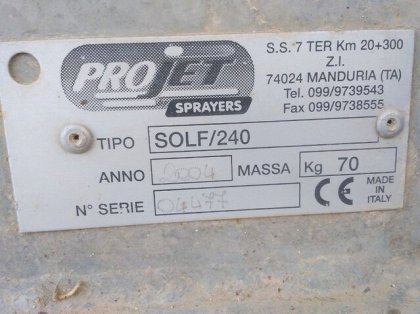 PROJET
SPRAYERS
S.S. 7 TER Km 20+300
Z.I.
74024 MANDURIA (TA)
Tel. 099/9739543
Fax 099/9738555
TIPO SOLF/240
ANNO 2004 MASSA Kg 70
N° SERIE 04477 CE MADE IN ITALY